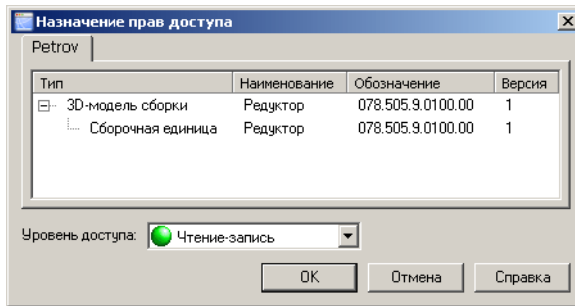 Назначение прав доступа
Petrov
Тип Наименование Обозначение Версия
3D-модель сборки Редуктор 078.505.9.0100.00 1
Сборочная единица Редуктор 078.505.9.0100.00 1
Уровень доступа: Чтение-запись
OK Отмена Справка